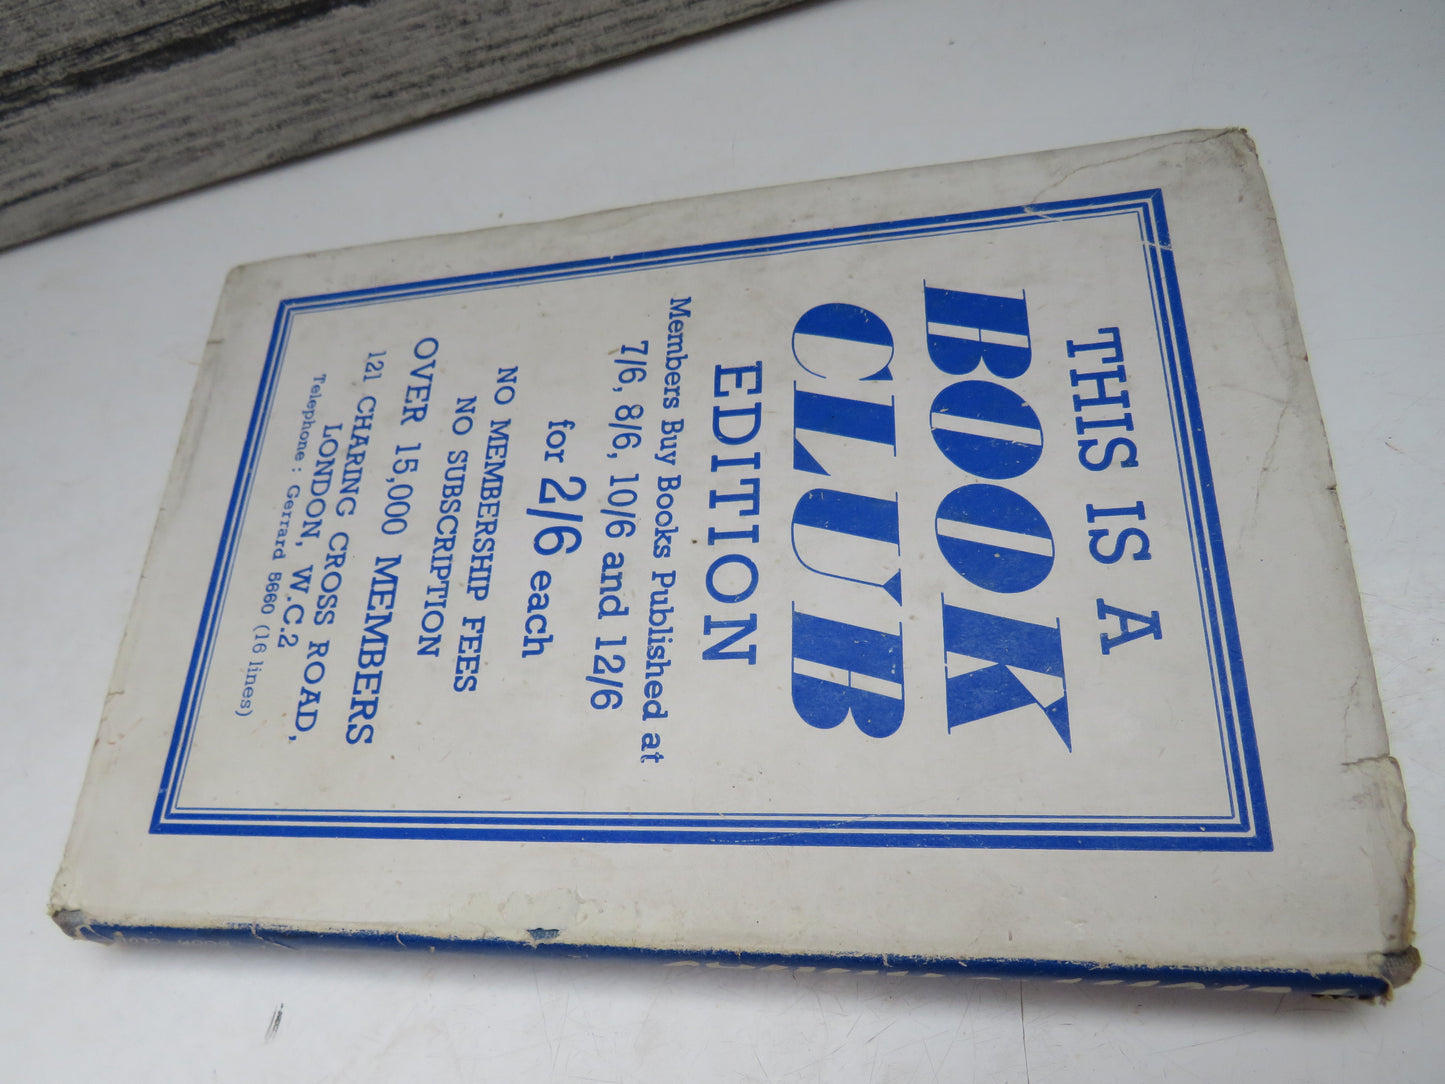 THIS IS A
BOOK
CLUB
EDITION
Members Buy Books Published at
7/6, 8/6, 10/6 and 12/6
for 2/6 each
NO MEMBERSHIP FEES
NO SUBSCRIPTION
OVER 15,000 MEMBERS
121 CHARING CROSS ROAD,
LONDON, W.C.2
Telephone: Gerrard 5660 (16 lines)